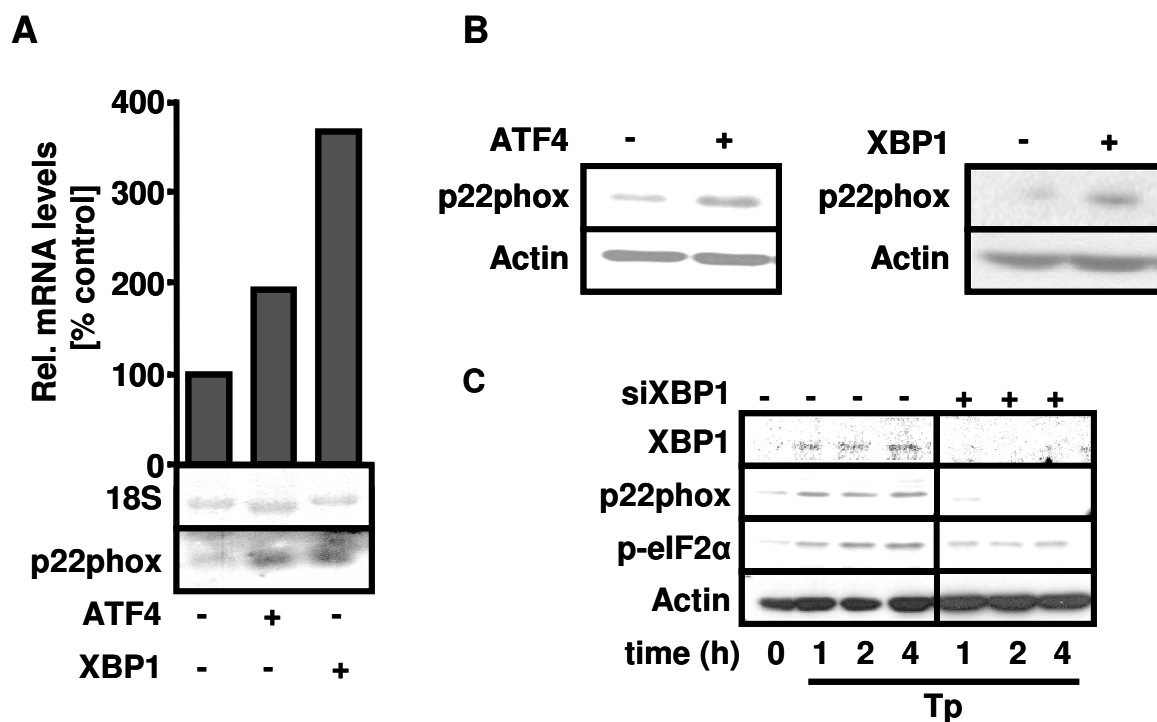 A
400
300
200
100
0
Rel. mRNA levels
[% control]
18S
p22phox
ATF4 - + -
XBP1 - - +
B
ATF4 - +
p22phox
Actin
XBP1 - +
p22phox
Actin
C
siXBP1 - - - - + + +
XBP1
p22phox
p-eIF2α
Actin
time (h) 0 1 2 4 1 2 4
Tp